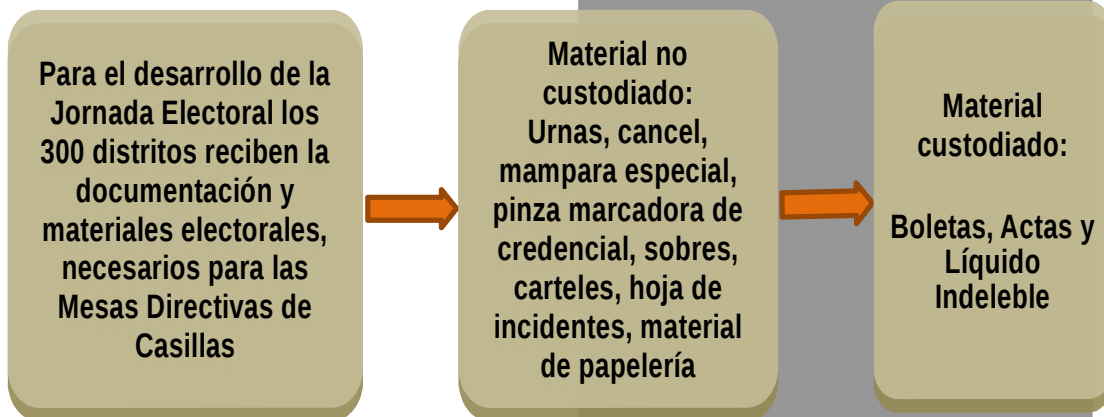 Para el desarrollo de la
Jornada Electoral los
300 distritos reciben la
documentación y
materiales electorales,
necesarios para las
Mesas Directivas de
Casillas
Material no
custodiado:
Urnas, cancel,
mampara especial,
pinza marcadora de
credencial, sobres,
carteles, hoja de
incidentes, material
de papelería
Material
custodiado:
Boletas, Actas y
Líquido
Indeleble